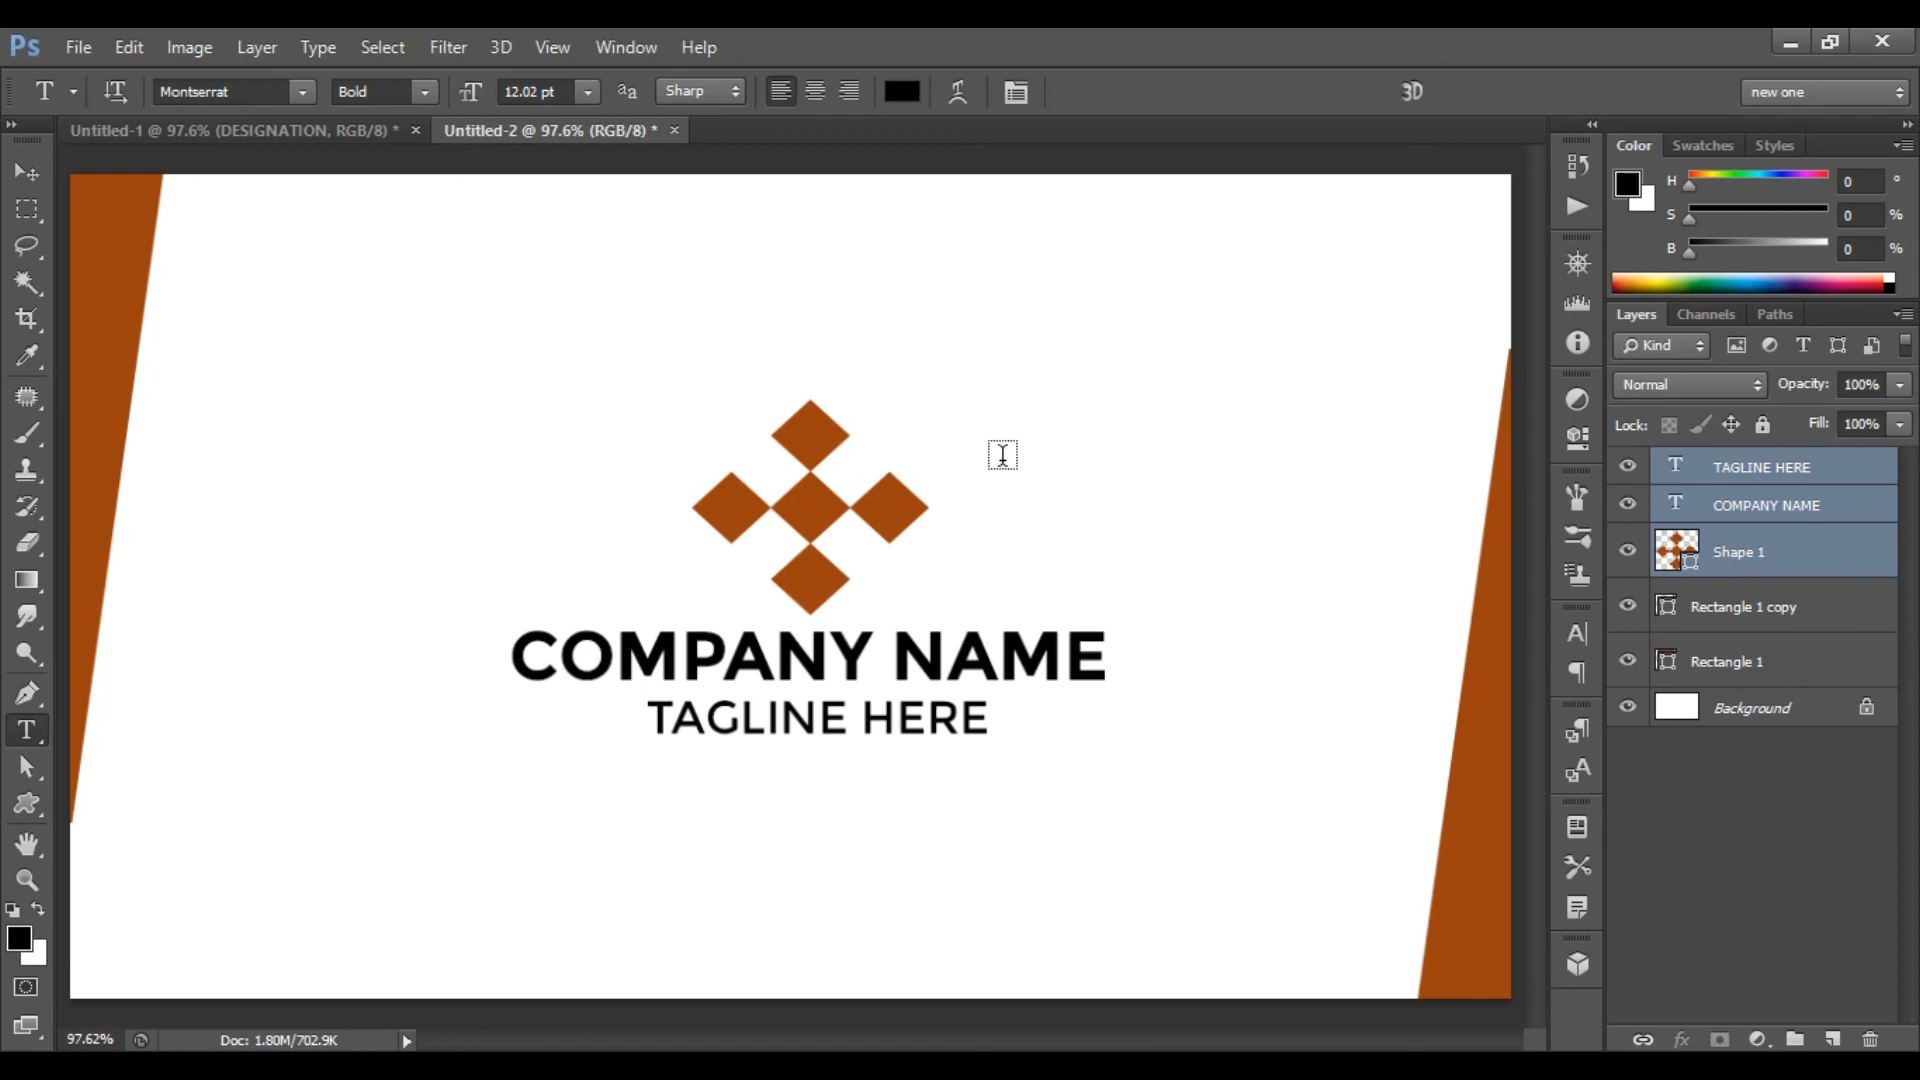 Ps File Edit Image Layer Type Select Filter 3D View Window Help
T Montserrat Bold 12.02 pt aa Sharp 3D new one
Untitled-1 @ 97.6% (DESIGNATION, RGB/8) * × Untitled-2 @ 97.6% (RGB/8) * ×
Color Swatches Styles
H 0 °
S 0 %
B 0 %
Layers Channels Paths
Kind
Normal Opacity: 100%
Lock: Fill: 100%
T TAGLINE HERE
T COMPANY NAME
Shape 1
Rectangle 1 copy
Rectangle 1
Background
COMPANY NAME
TAGLINE HERE
97.62% Doc: 1.80M/702.9K